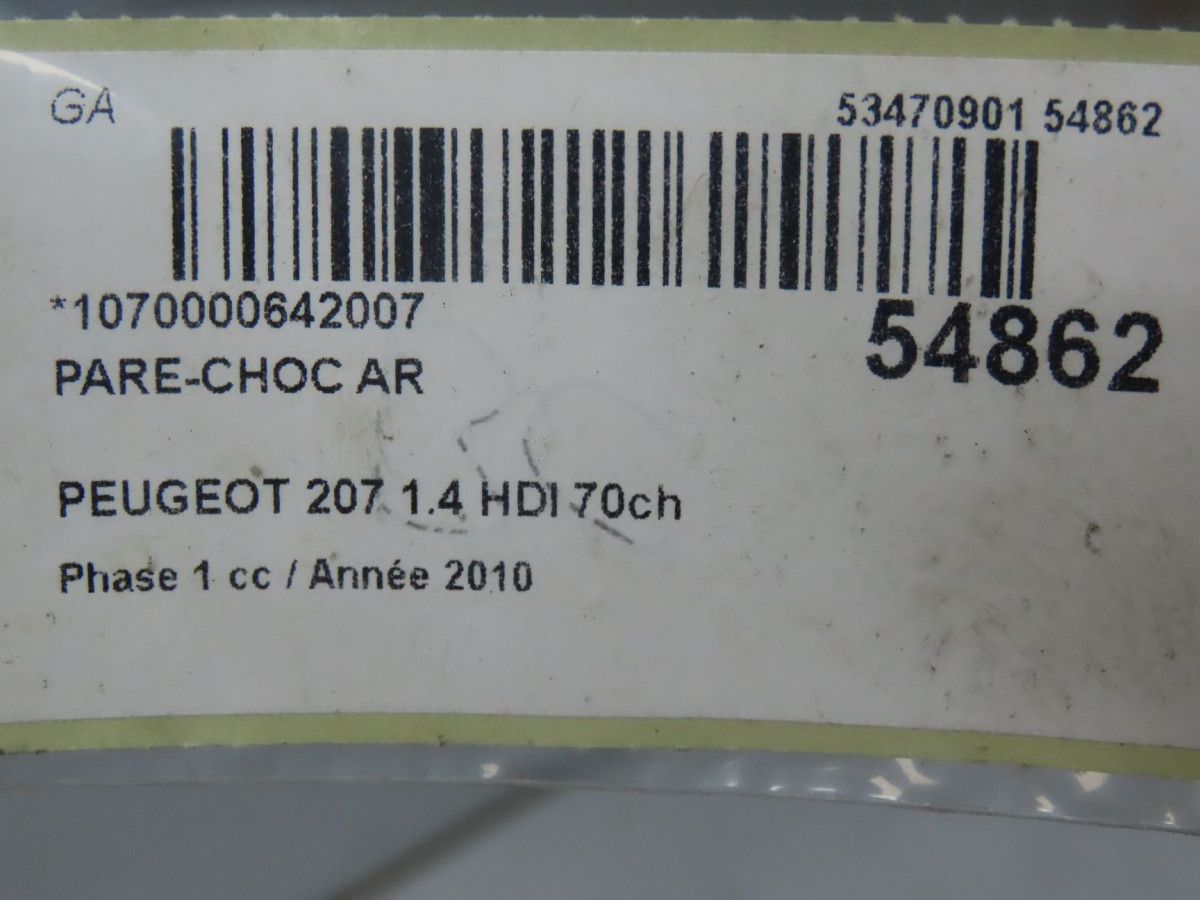 GA
53470901 54862
*1070000642007
54862
PARE-CHOC AR
PEUGEOT 207 1.4 HDI 70ch
Phase 1 cc / Année 2010